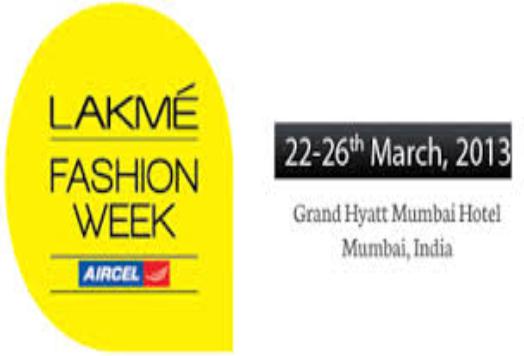 LAKMÉ
FASHION
WEEK
AIRCEL
22-26th March, 2013
Grand Hyatt Mumbai Hotel
Mumbai, India